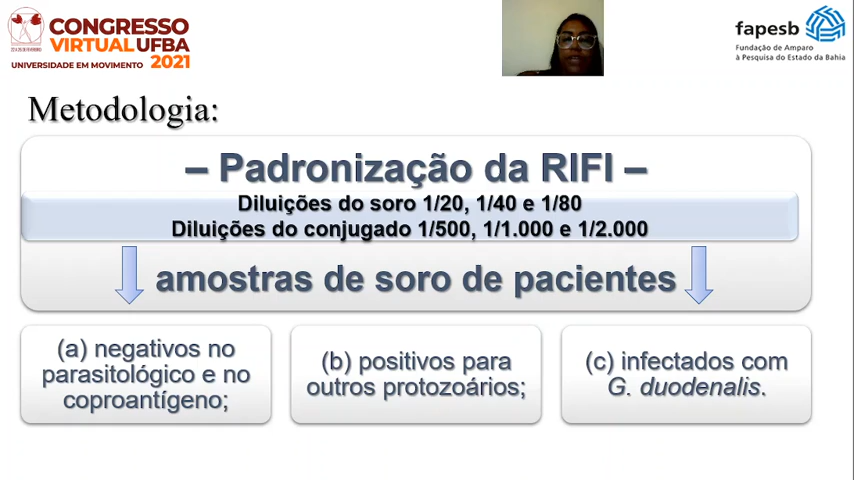 CONGRESSO
VIRTUAL UFBA
UNIVERSIDADE EM MOVIMENTO 2021
fapesb
Fundação de Amparo
à Pesquisa do Estado da Bahia
Metodologia:
– Padronização da RIFI –
Diluições do soro 1/20, 1/40 e 1/80
Diluições do conjugado 1/500, 1/1.000 e 1/2.000
amostras de soro de pacientes
(a) negativos no
parasitológico e no
coproantígeno;
(b) positivos para
outros protozoários;
(c) infectados com
G. duodenalis.